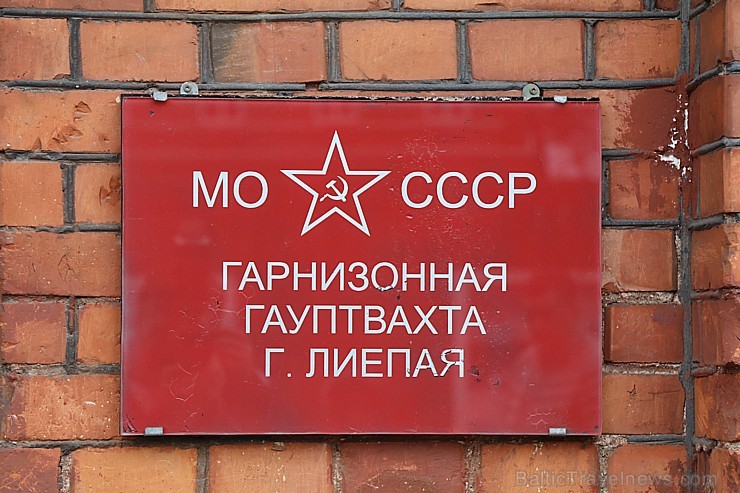 МО СССР
ГАРНИЗОННАЯ
ГАУПТВАХТА
Г. ЛИЕПАЯ
BalticTravelnews.com